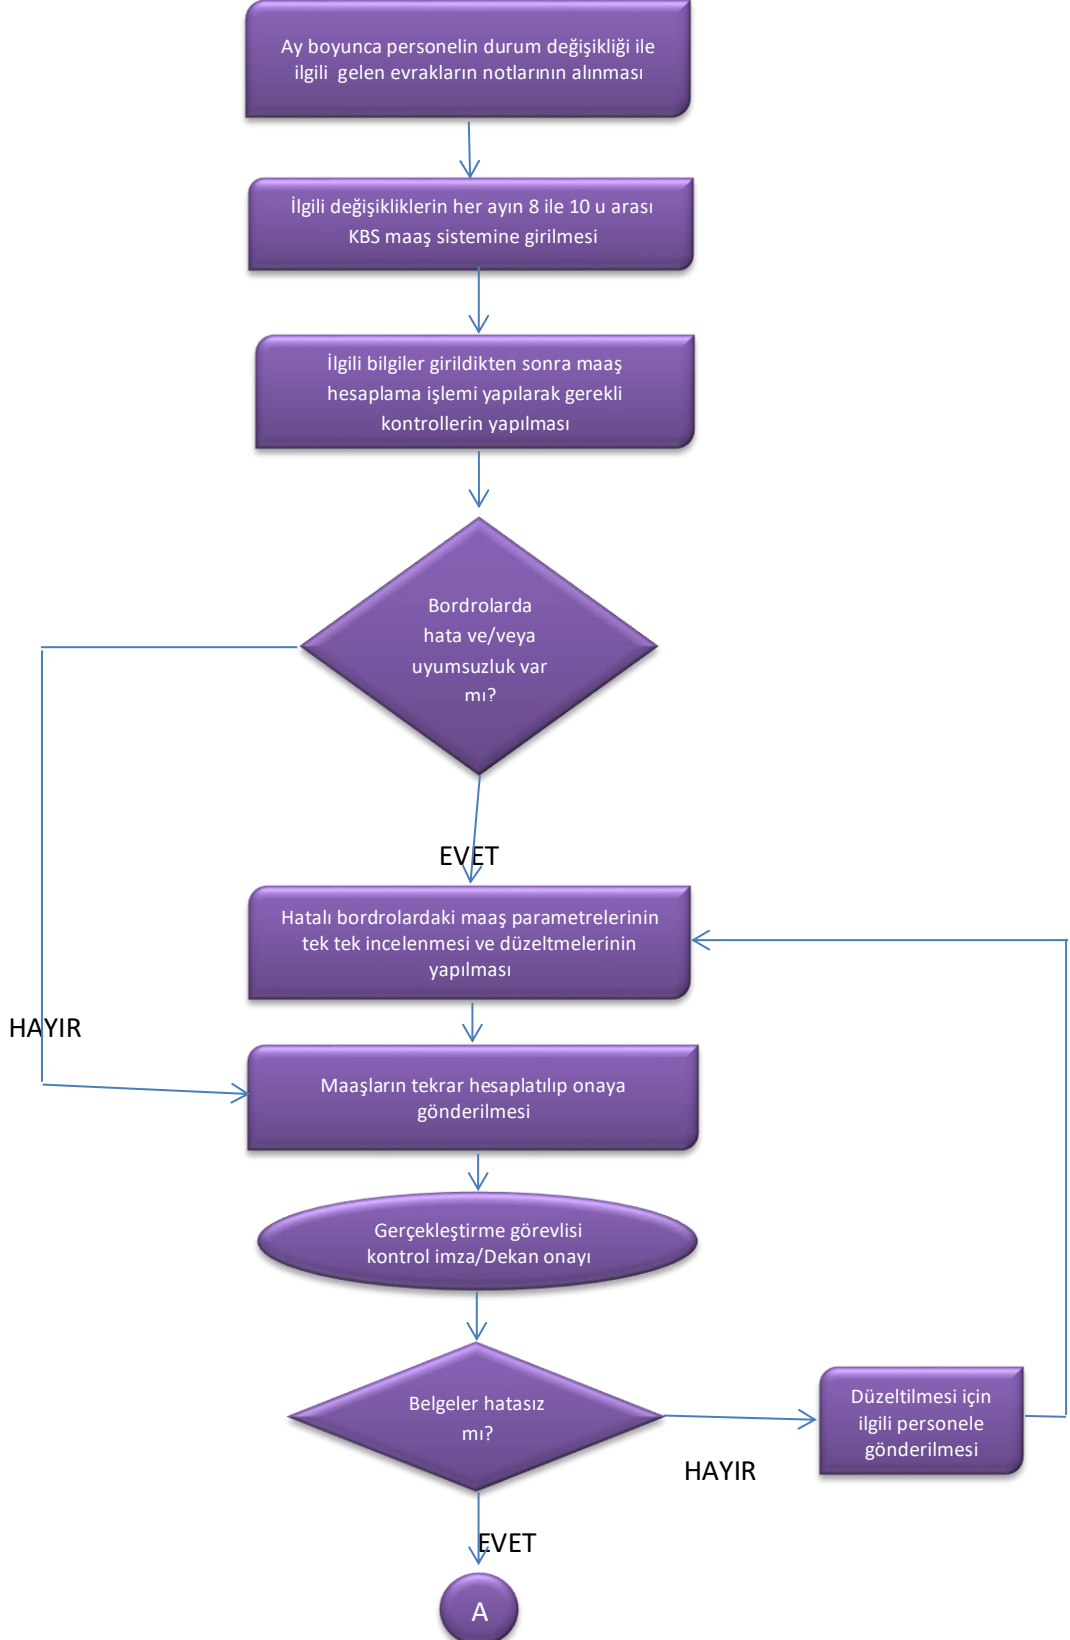 Ay boyunca personelin durum değişikliği ile
ilgili gelen evrakların notlarının alınması
İlgili değişikliklerin her ayın 8 ile 10 u arası
KBS maaş sistemine girilmesi
İlgili bilgiler girildikten sonra maaş
hesaplama işlemi yapılarak gerekli
kontrollerin yapılması
Bordrolarda
hata ve/veya
uyumsuzluk var
mı?
EVET
Hatalı bordrolardaki maaş parametrelerinin
tek tek incelenmesi ve düzeltmelerinin
yapılması
HAYIR
Maaşların tekrar hesaplatılıp onaya
gönderilmesi
Gerçekleştirme görevlisi
kontrol imza/Dekan onayı
Belgeler hatasız
mı?
Düzeltilmesi için
ilgili personele
gönderilmesi
HAYIR
EVET
A